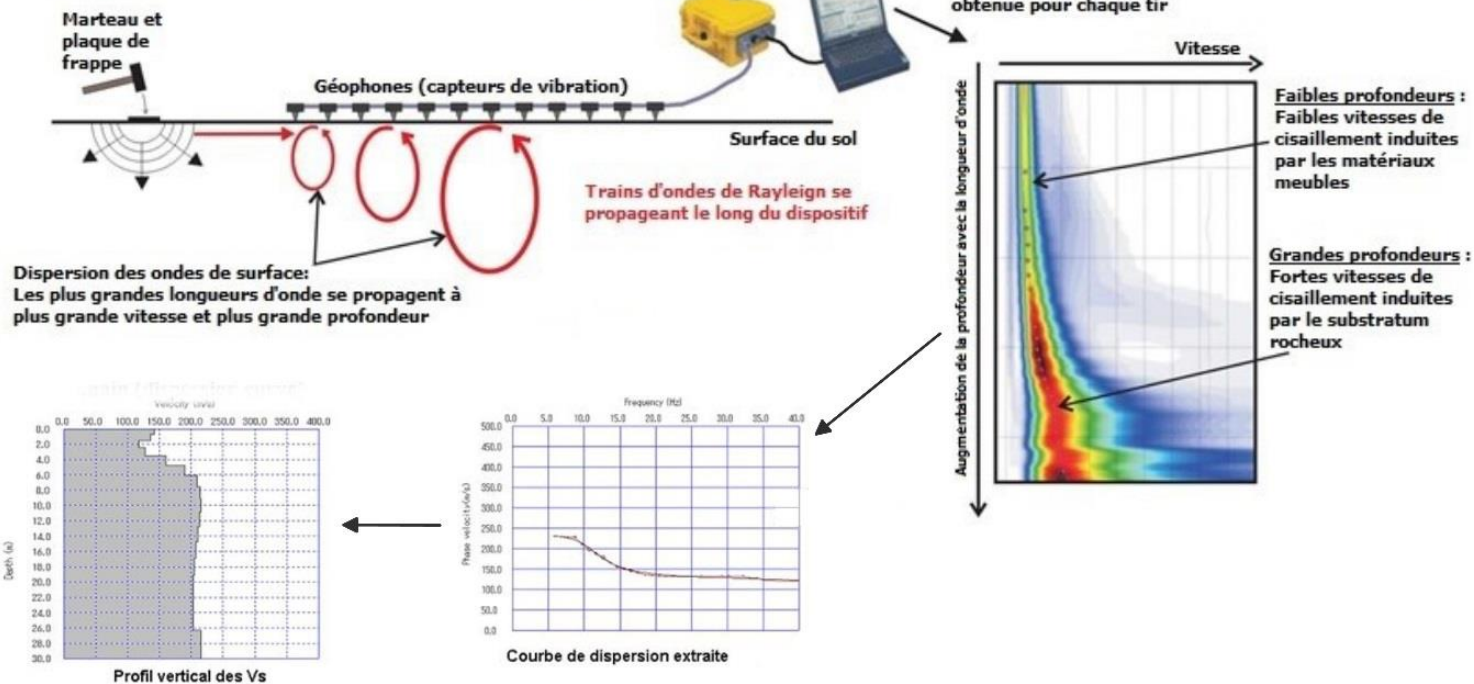 obtenue pour chaque tir
Marteau et
plaque de
frappe
Géophones (capteurs de vibration)
Surface du sol
Trains d'ondes de Rayleign se
propageant le long du dispositif
Dispersion des ondes de surface:
Les plus grandes longueurs d'onde se propagent à
plus grande vitesse et plus grande profondeur
Vitesse
Augmentation de la profondeur avec la longueur d'onde
Faibles profondeurs :
Faibles vitesses de
cisaillement induites
par les matériaux
meubles
Grandes profondeurs :
Fortes vitesses de
cisaillement induites
par le substratum
rocheux
Frequency (Hz)
0.0 5.0 10.0 15.0 20.0 25.0 30.0 35.0 40.0
500.0
450.0
400.0
350.0
300.0
250.0
200.0
150.0
100.0
50.0
0.0
Phase velocity(m/s)
Courbe de dispersion extraite
Velocity (m/s)
0.0 50.0 100.0 150.0 200.0 250.0 300.0 350.0 400.0
0.0
2.0
4.0
6.0
8.0
10.0
12.0
14.0
16.0
18.0
20.0
22.0
24.0
26.0
28.0
30.0
Depth (m)
Profil vertical des Vs